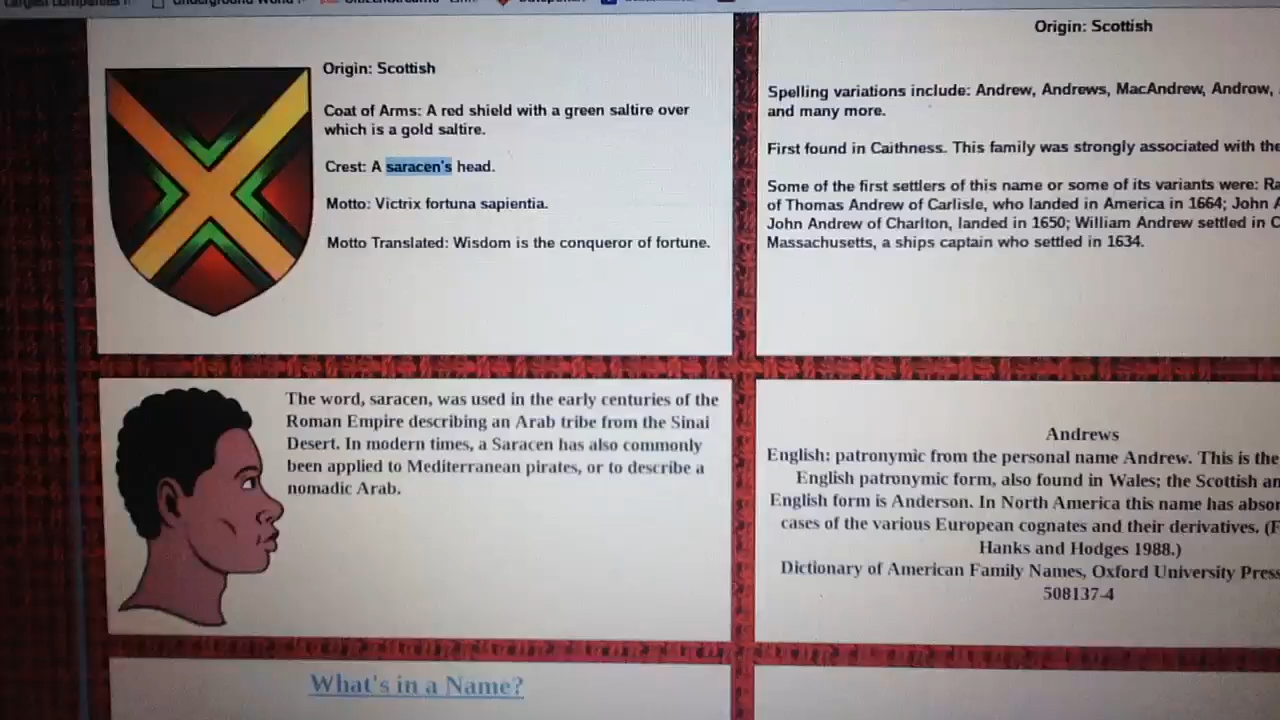 Origin: Scottish
Coat of Arms: A red shield with a green saltire over
which is a gold saltire.
Crest: A saracen's head.
Motto: Victrix fortuna sapientia.
Motto Translated: Wisdom is the conqueror of fortune.
Origin: Scottish
Spelling variations include: Andrew, Andrews, MacAndrew, Androw,
and many more.
First found in Caithness. This family was strongly associated with the
Some of the first settlers of this name or some of its variants were: Ra
of Thomas Andrew of Carlisle, who landed in America in 1664; John A
John Andrew of Charlton, landed in 1650; William Andrew settled in C
Massachusetts, a ships captain who settled in 1634.
The word, saracen, was used in the early centuries of the
Roman Empire describing an Arab tribe from the Sinai
Desert. In modern times, a Saracen has also commonly
been applied to Mediterranean pirates, or to describe a
nomadic Arab.
Andrews
English: patronymic from the personal name Andrew. This is the
English patronymic form, also found in Wales; the Scottish an
English form is Anderson. In North America this name has absor
cases of the various European cognates and their derivatives. (F
Hanks and Hodges 1988.)
Dictionary of American Family Names, Oxford University Press
508137-4
What's in a Name?